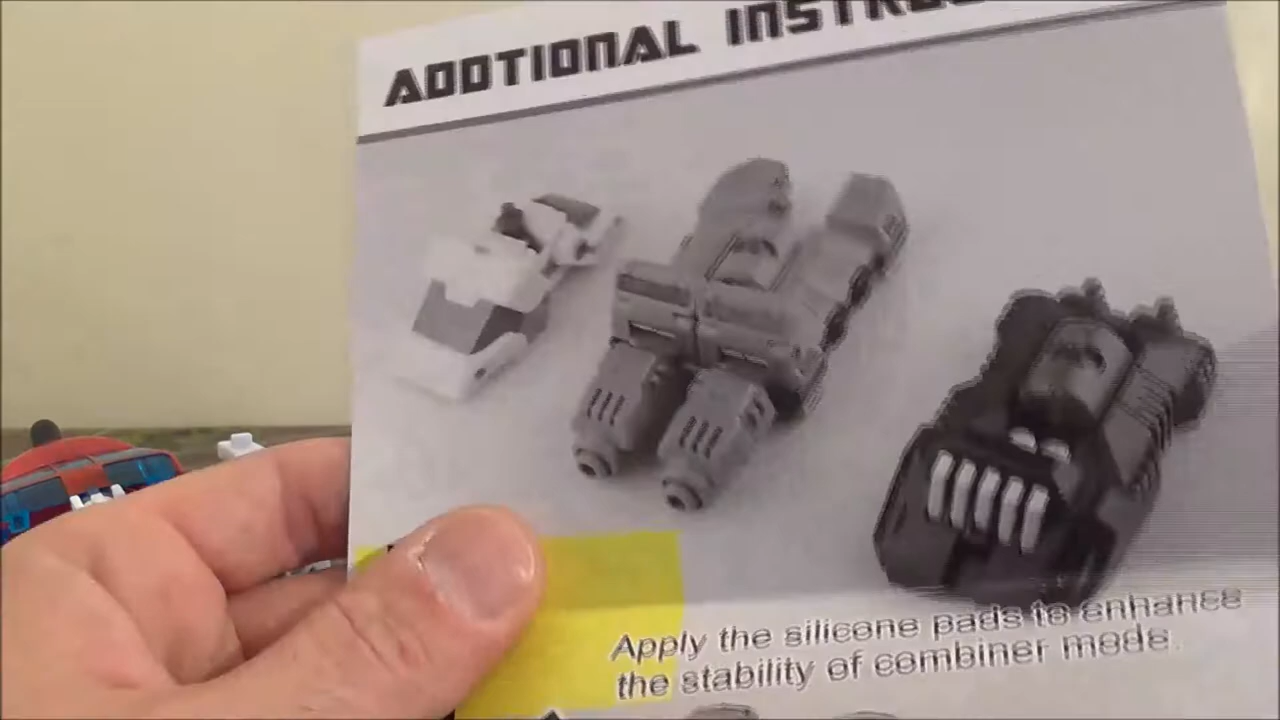 ADDTIONAL
Apply the silicone pads to enhance
the stability of combiner mode.